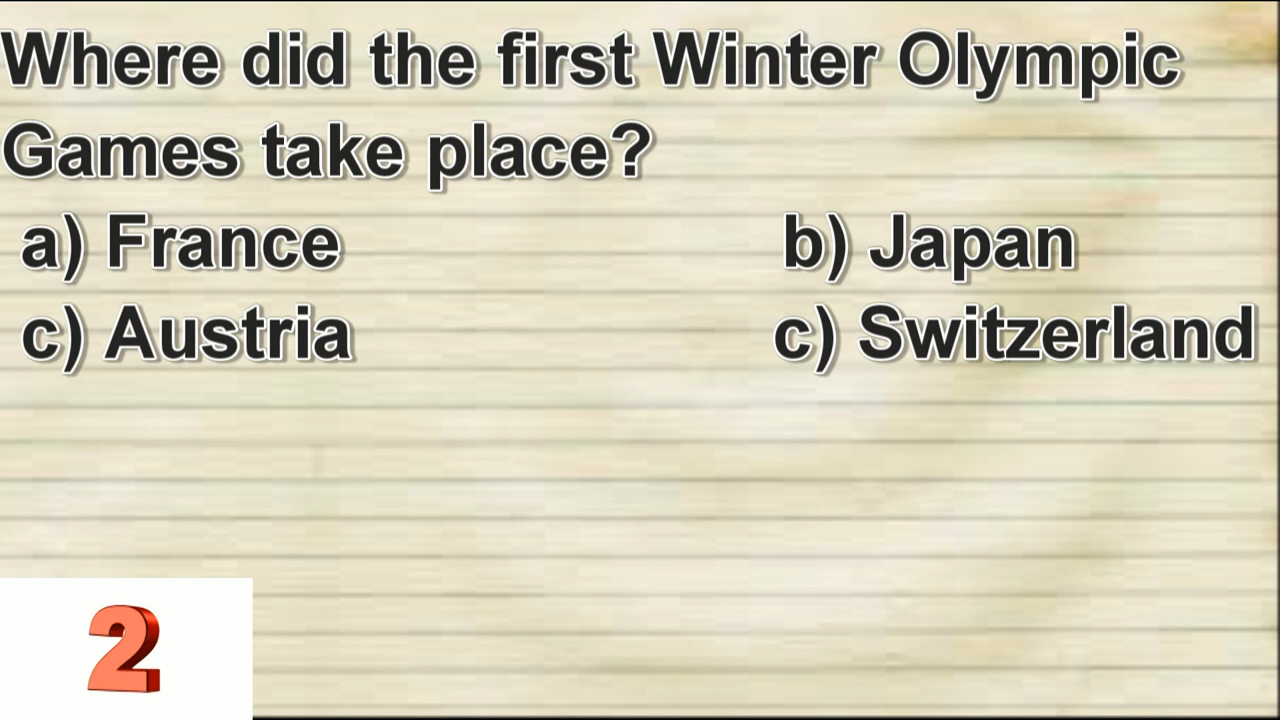 Where did the first Winter Olympic
Games take place?
a) France b) Japan
c) Austria c) Switzerland
2